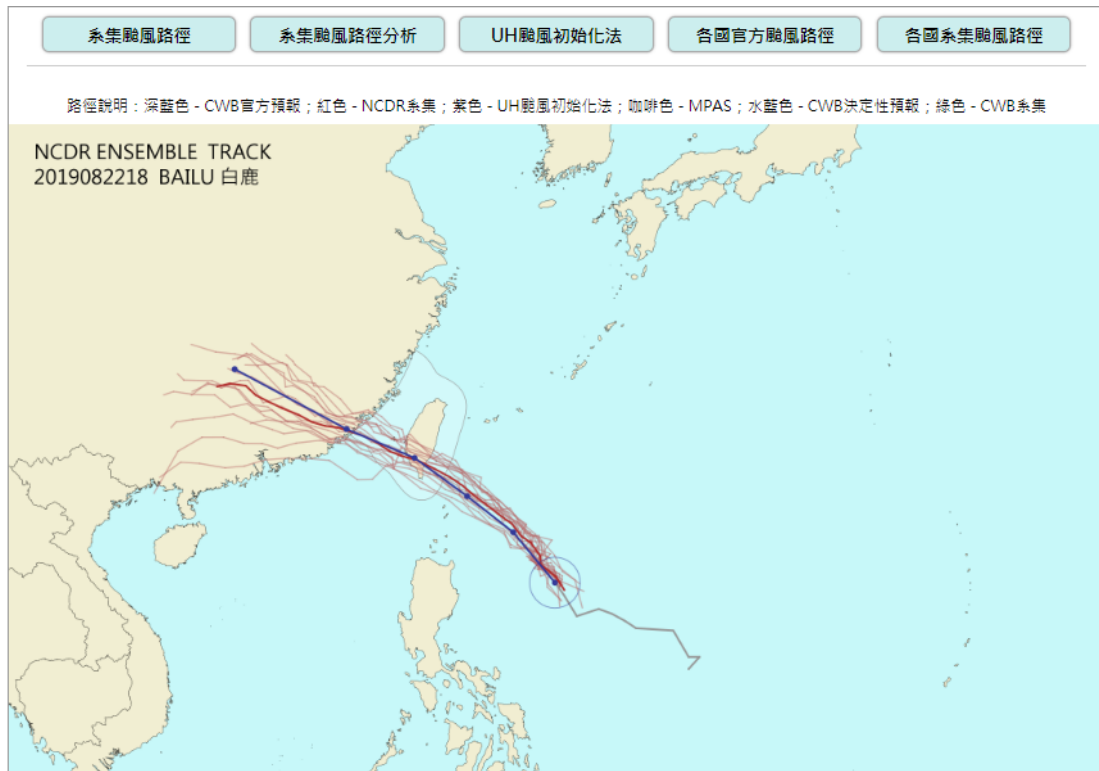 系集颱風路徑
系集颱風路徑分析
UH颱風初始化法
各國官方颱風路徑
各國系集颱風路徑
路徑說明：深藍色 - CWB官方預報；紅色 - NCDR系集；紫色 - UH颱風初始化法；咖啡色 - MPAS；水藍色 - CWB決定性預報；綠色 - CWB系集
NCDR ENSEMBLE TRACK
2019082218 BAILU 白鹿